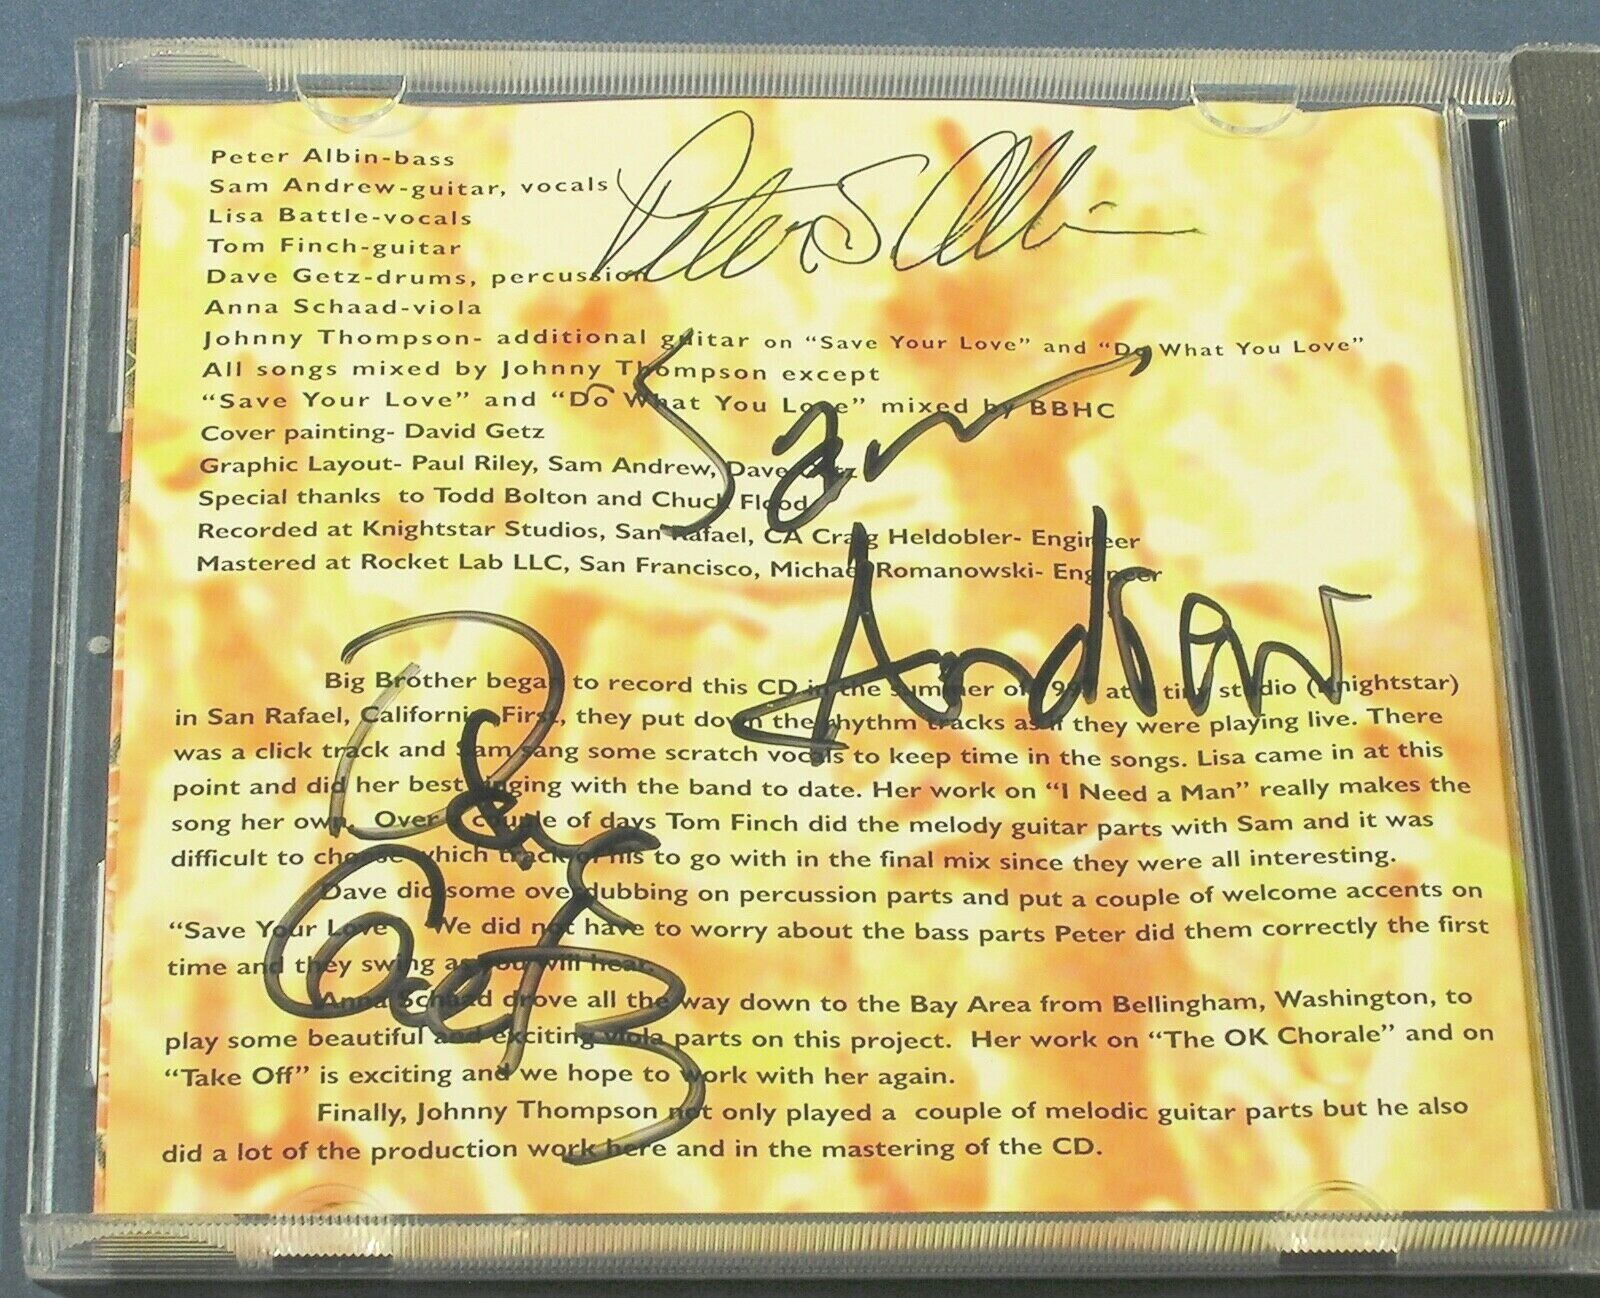 Peter Albin-bass
Sam Andrew-guitar, vocals
Lisa Battle-vocals
Tom Finch-guitar
Dave Getz-drums, percussion
Anna Schaad-viola
Johnny Thompson- additional guitar on "Save Your Love" and "Do What You Love"
All songs mixed by Johnny Thompson except
"Save Your Love" and "Do What You Love" mixed by BBHC
Cover painting- David Getz
Graphic Layout- Paul Riley, Sam Andrew, Dave Getz
Special thanks to Todd Bolton and Chuck Flood
Recorded at Knightstar Studios, San Rafael, CA Craig Heldobler- Engineer
Mastered at Rocket Lab LLC, San Francisco, Michael Romanowski- Engineer
Peter S Albin
Sam
Andrew
Big Brother began to record this CD in the summer of at a tiny studio (Knightstar)
in San Rafael, California. First, they put down the rhythm tracks as if they were playing live. There
was a click track and Sam sang some scratch vocals to keep time in the songs. Lisa came in at this
point and did her best singing with the band to date. Her work on "I Need a Man" really makes the
song her own. Over a couple of days Tom Finch did the melody guitar parts with Sam and it was
difficult to choose which track of his to go with in the final mix since they were all interesting.
Dave did some overdubbing on percussion parts and put a couple of welcome accents on
"Save Your Love" We did not have to worry about the bass parts Peter did them correctly the first
time and they swing as you will hear.
Anna Schaad drove all the way down to the Bay Area from Bellingham, Washington, to
play some beautiful and exciting viola parts on this project. Her work on "The OK Chorale" and on
"Take Off" is exciting and we hope to work with her again.
Finally, Johnny Thompson not only played a couple of melodic guitar parts but he also
did a lot of the production work here and in the mastering of the CD.
Dave
Getz